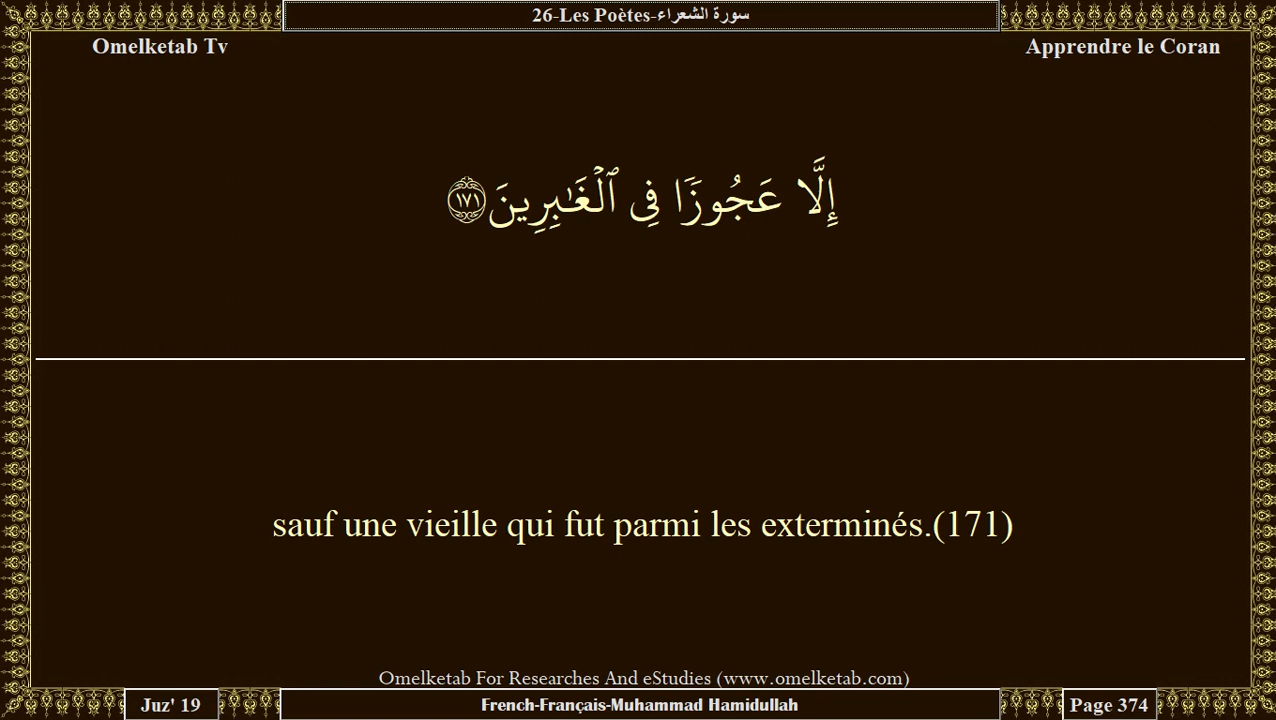 26-Les Poètes-سورة الشعراء
Omelketab Tv
Apprendre le Coran
إِلَّا عَجُوزًا فِى ٱلْغَـٰبِرِينَ ١٧١
sauf une vieille qui fut parmi les exterminés.(171)
Omelketab For Researches And eStudies (www.omelketab.com)
Juz' 19
French-Français-Muhammad Hamidullah
Page 374